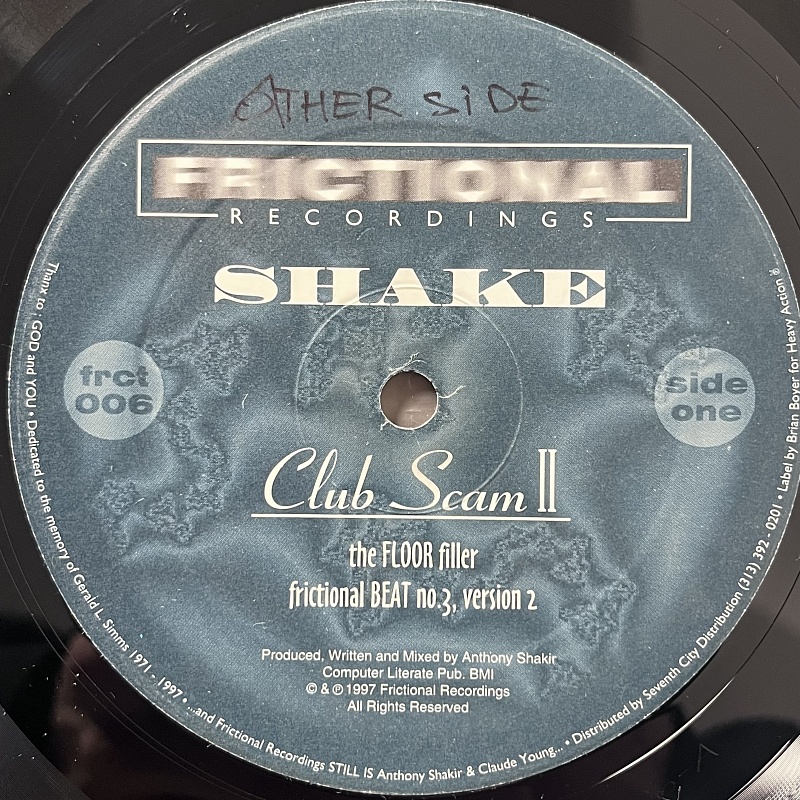 OTHER SIDE
FRICTIONAL
RECORDINGS
SHAKE
frct
006
side
one
Club Scam II
the FLOOR filler
frictional BEAT no.3, version 2
Produced, Written and Mixed by Anthony Shakir
Computer Literate Pub. BMI
© & ℗ 1997 Frictional Recordings
All Rights Reserved
Thanx to: GOD and YOU • Dedicated to the memory of Gerald L. Simms 1971 - 1997 • ...and Frictional Recordings STILL IS Anthony Shakir & Claude Young... • Distributed by Seventh City Distribution (313) 392 - 0201 • Label by Brian Boyer for Heavy Action®